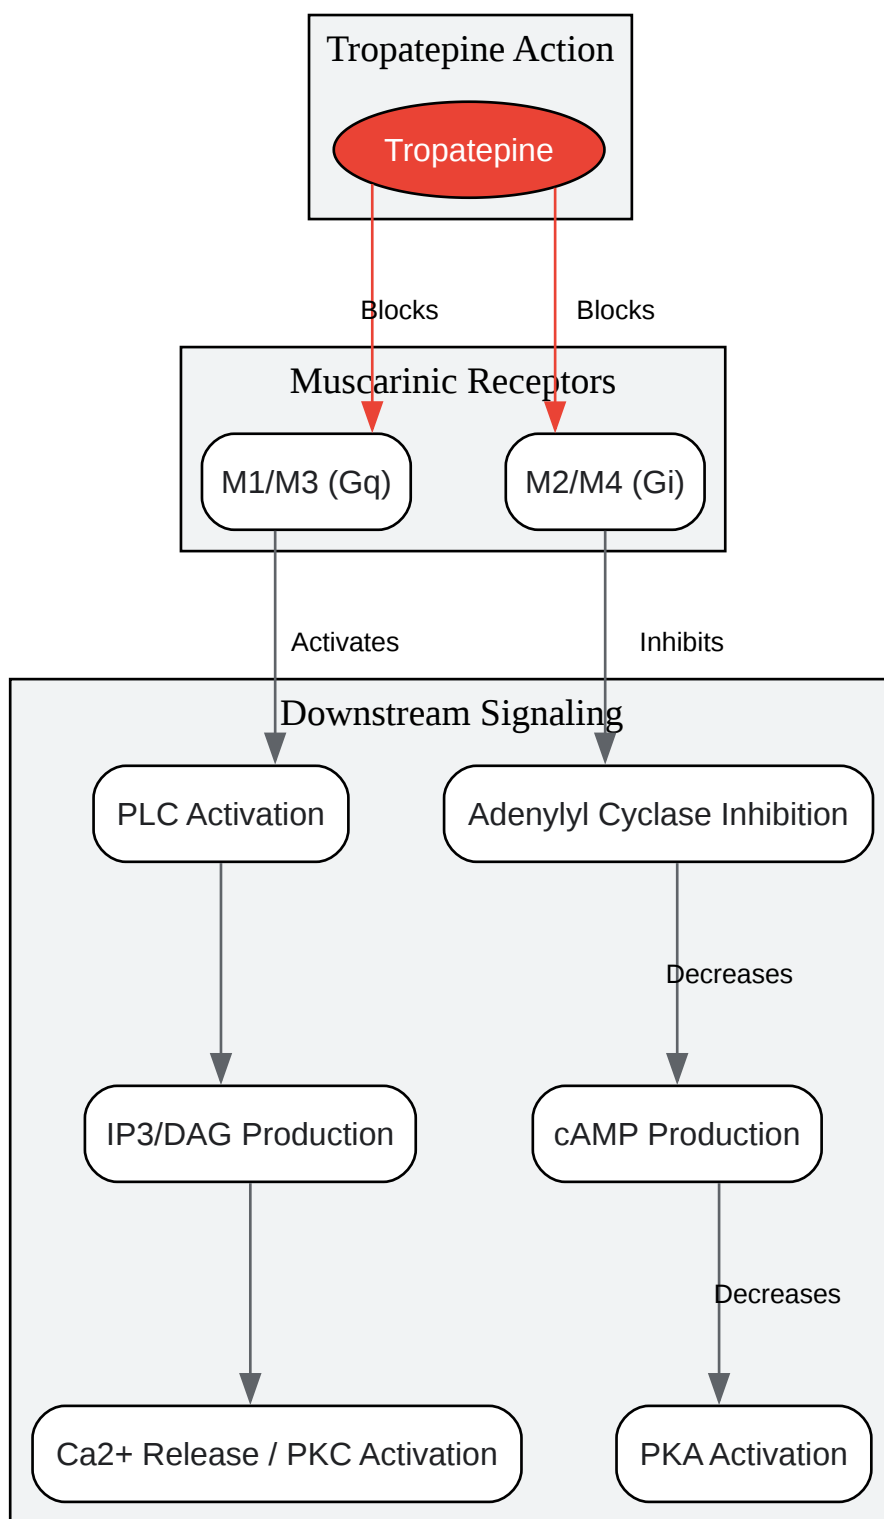 Tropatepine Action
Tropatepine
Blocks
Blocks
Muscarinic Receptors
M1/M3 (Gq)
M2/M4 (Gi)
Activates
Inhibits
Downstream Signaling
PLC Activation
Adenylyl Cyclase Inhibition
Decreases
IP3/DAG Production
cAMP Production
Decreases
Ca2+ Release / PKC Activation
PKA Activation